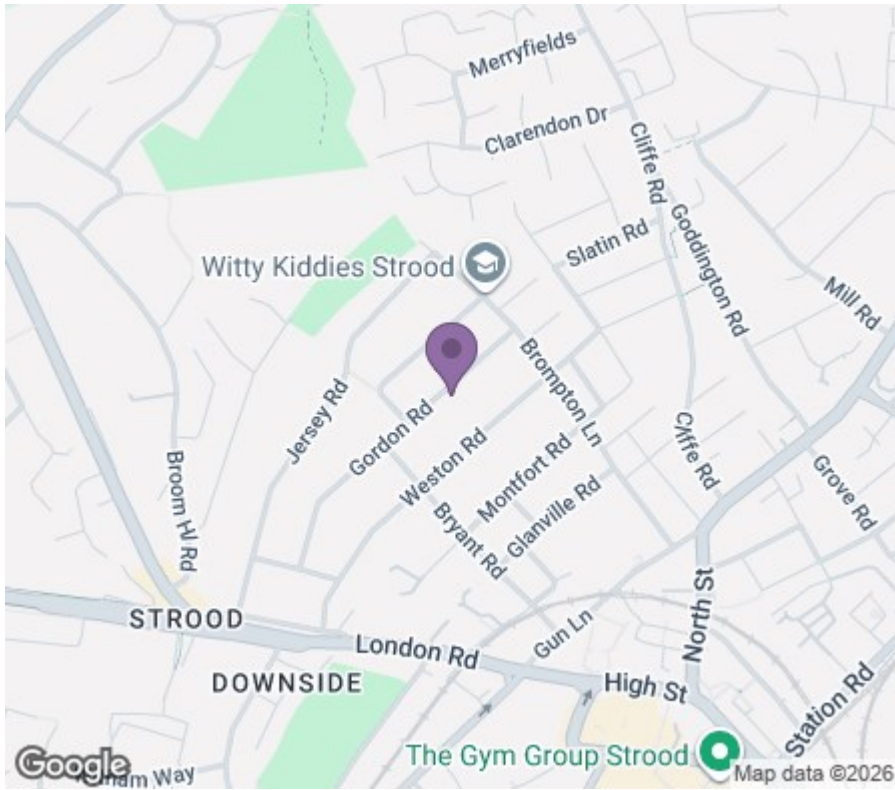 Merryfields
Clarendon Dr
Cliffe Rd
Goddington Rd
Slatin Rd
Witty Kiddies Strood
Mill Rd
Brompton Ln
Jersey Rd
Gordon Rd
Weston Rd
Montfort Rd
Cliffe Rd
Broom Hl Rd
Glanville Rd
Grove Rd
Bryant Rd
STROOD
North St
Gun Ln
London Rd
DOWNSIDE
High St
Station Rd
The Gym Group Strood
Google
Way
Map data ©2026